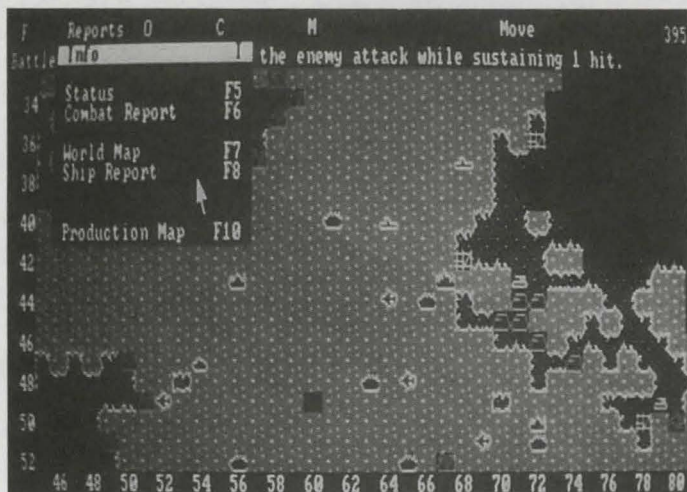 F Reports O C M Move 395
Info I
Battle the enemy attack while sustaining 1 hit.
Status F5
Combat Report F6
World Map F7
Ship Report F8
Production Map F10
34
36
38
40
42
44
46
48
50
52
46 48 50 52 54 56 58 60 62 64 66 68 70 72 74 76 78 80